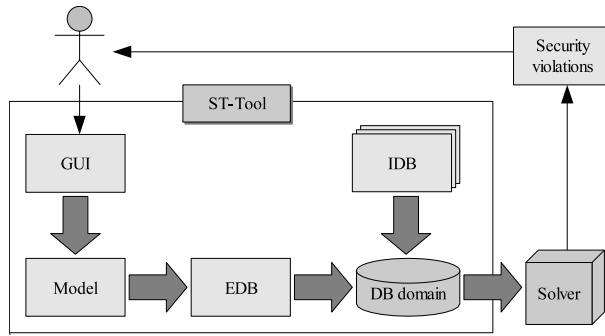 Security
violations
ST-Tool
GUI
IDB
Model
EDB
DB domain
Solver